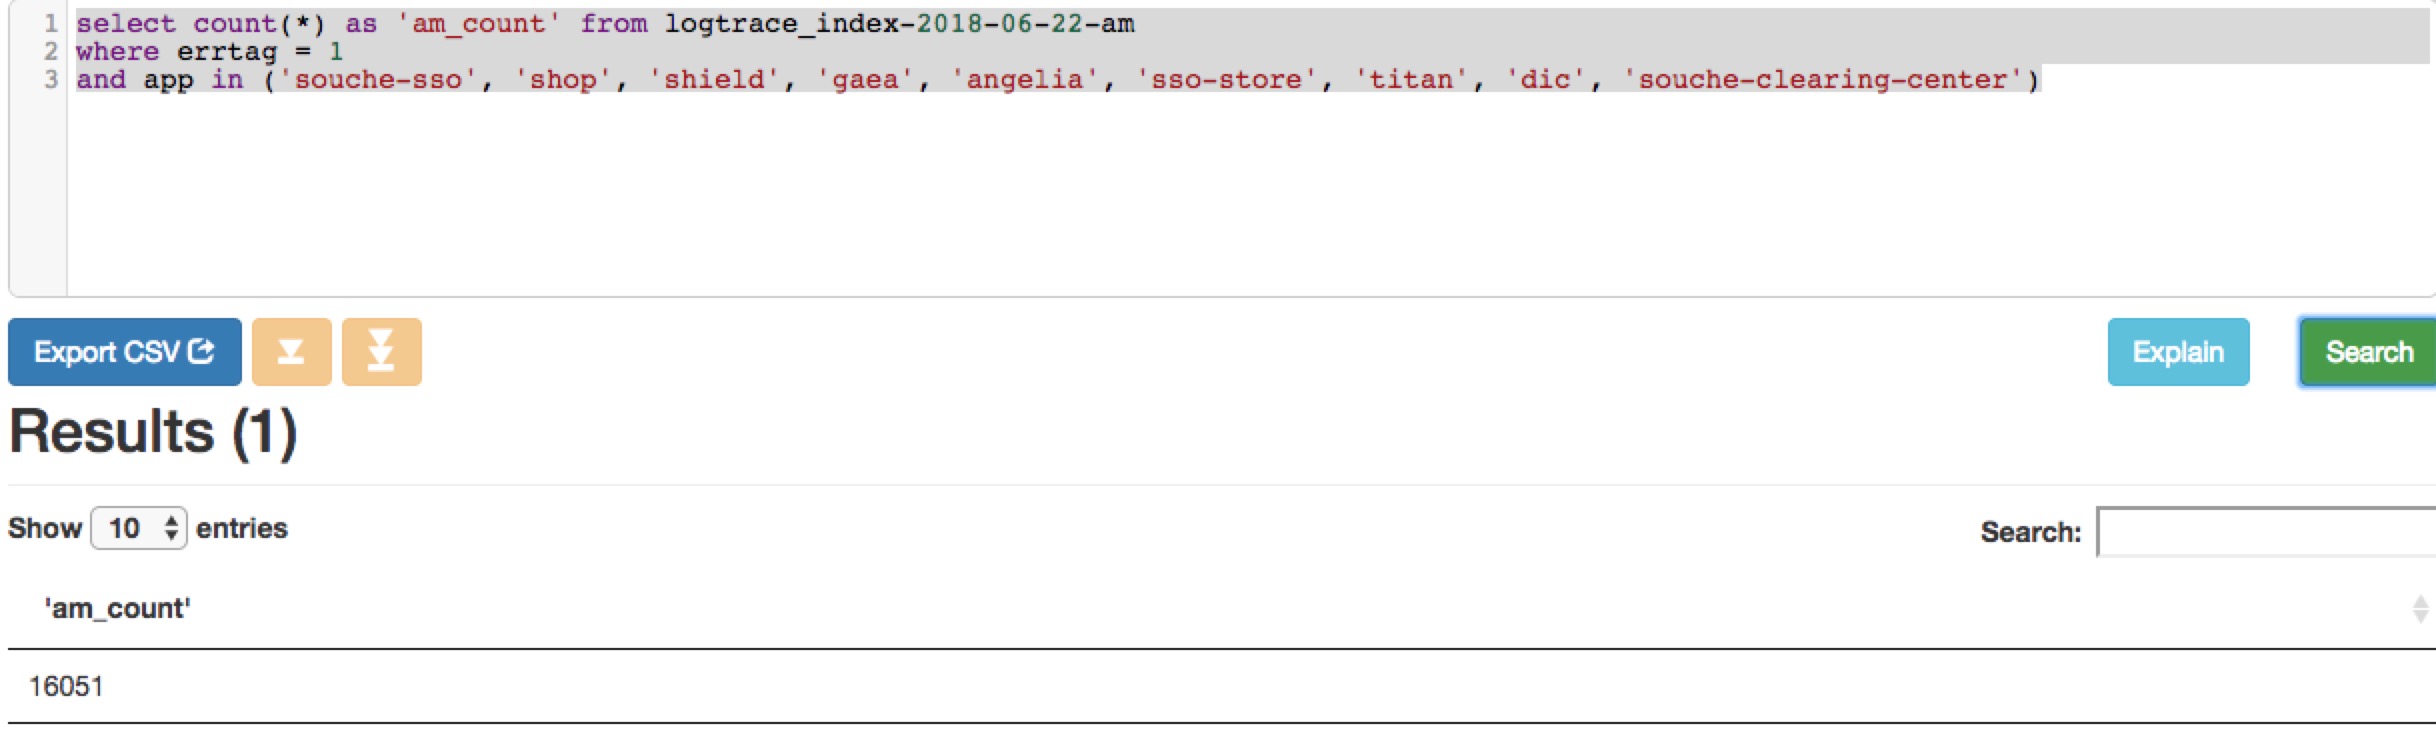 1 select count(*) as 'am_count' from logtrace_index-2018-06-22-am
2 where errtag = 1
3 and app in ('souche-sso', 'shop', 'shield', 'gaea', 'angelia', 'sso-store', 'titan', 'dic', 'souche-clearing-center')
Export CSV Explain Search
Results (1)
Show 10 entries Search:
'am_count'
16051